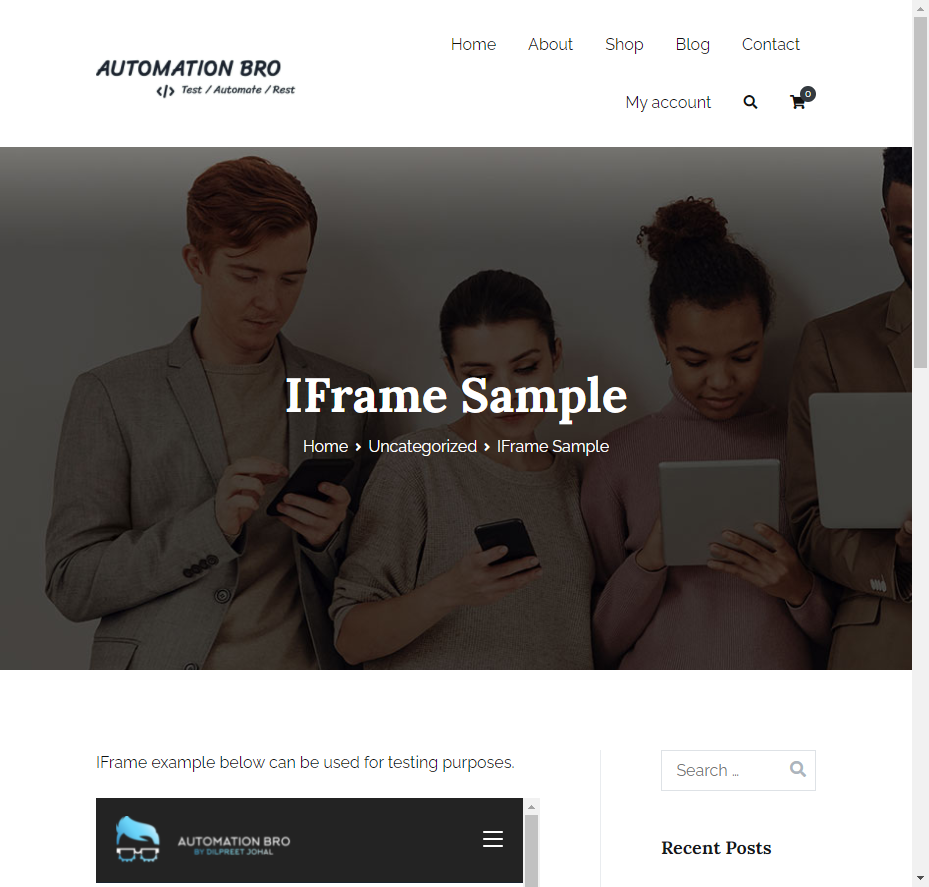 AUTOMATION BRO
</> Test / Automate / Rest
Home About Shop Blog Contact
My account
0
IFrame Sample
Home > Uncategorized > IFrame Sample
IFrame example below can be used for testing purposes.
AUTOMATION BRO
BY DILPREET JOHAL
Search …
Recent Posts